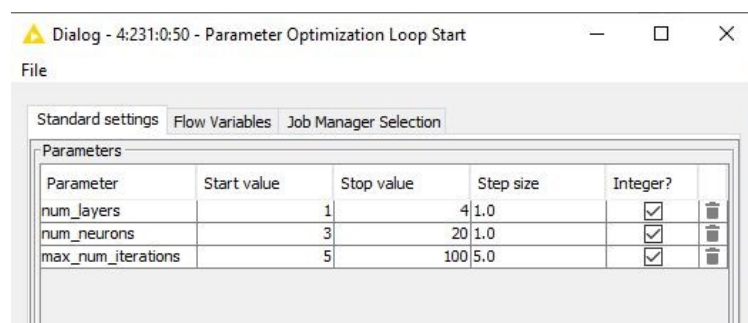 Dialog - 4:231:0:50 - Parameter Optimization Loop Start
File
Standard settings Flow Variables Job Manager Selection
Parameters
Parameter Start value Stop value Step size Integer?
num_layers 1 4 1.0
num_neurons 3 20 1.0
max_num_iterations 5 100 5.0